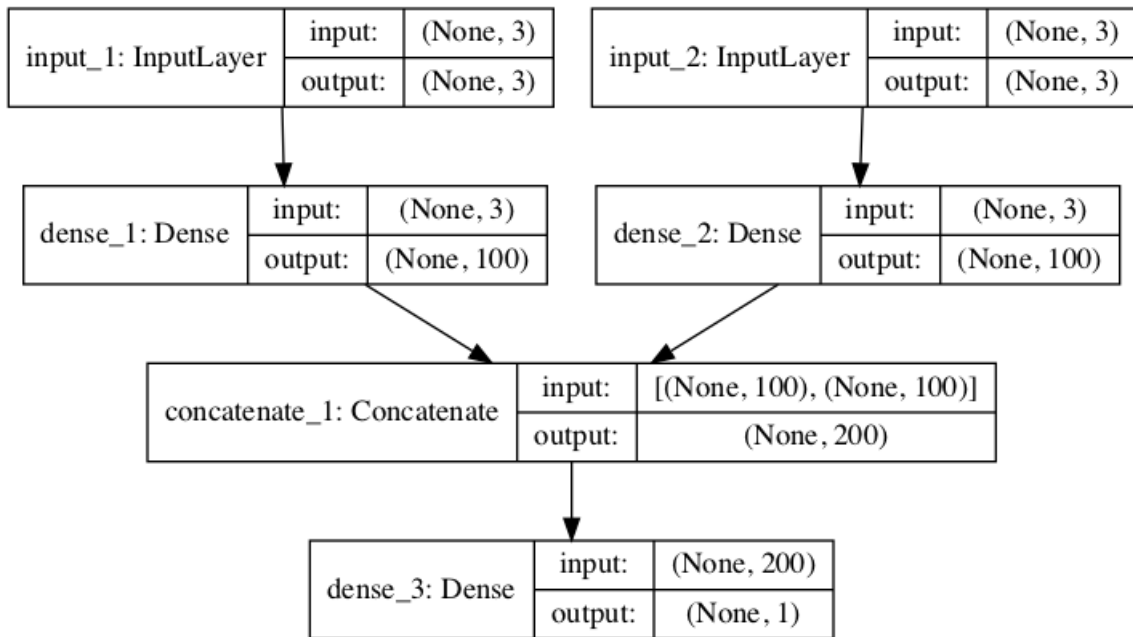 input_1: InputLayer input: (None, 3)
output: (None, 3)
input_2: InputLayer input: (None, 3)
output: (None, 3)
dense_1: Dense input: (None, 3)
output: (None, 100)
dense_2: Dense input: (None, 3)
output: (None, 100)
concatenate_1: Concatenate input: [(None, 100), (None, 100)]
output: (None, 200)
dense_3: Dense input: (None, 200)
output: (None, 1)